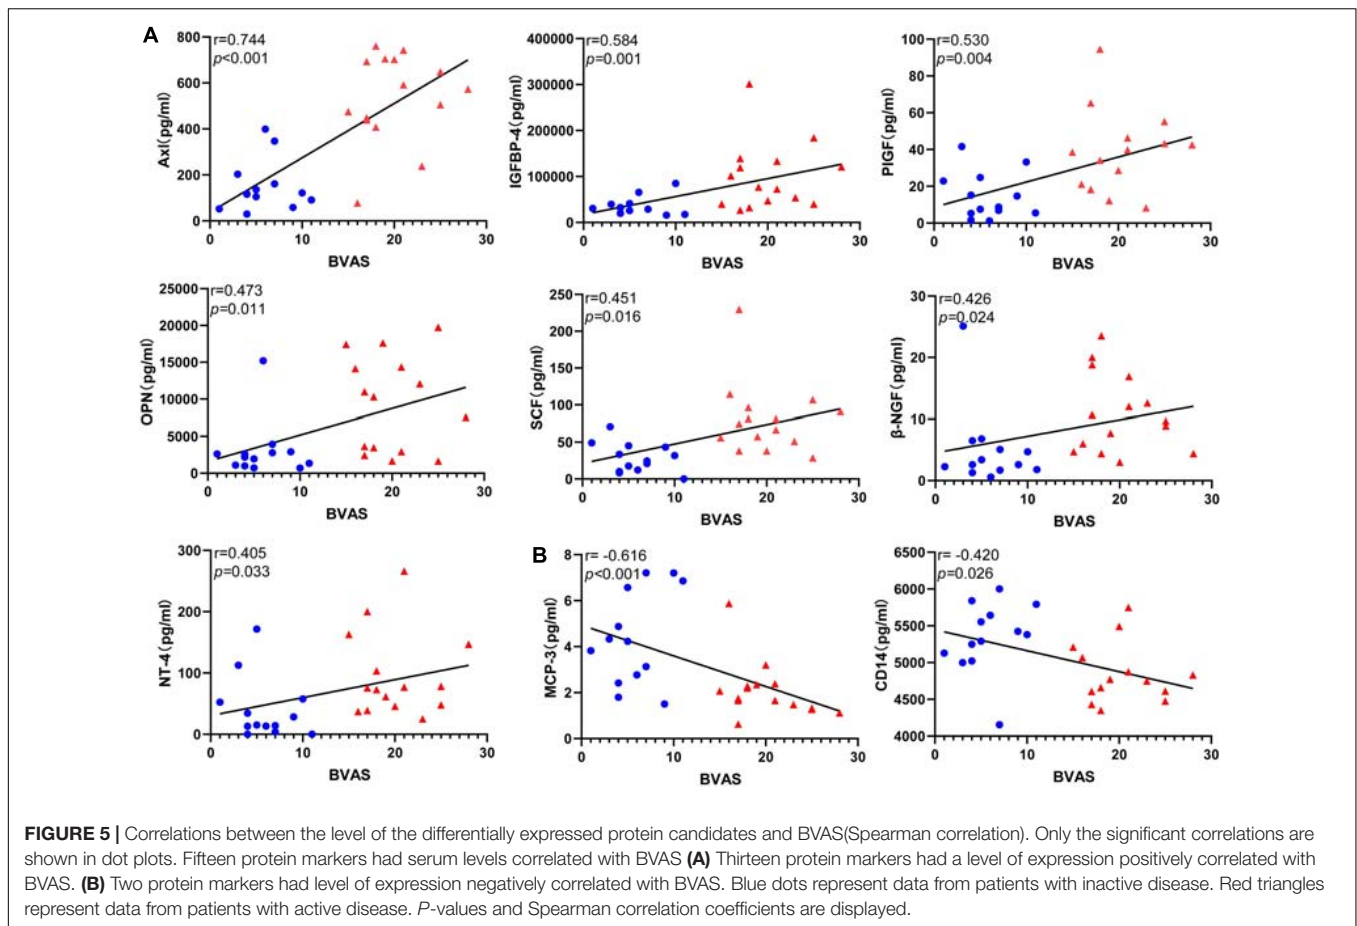 A
r=0.744
p<0.001
800
600
400
200
0
0 10 20 30
Axl(pg/ml)
BVAS
r=0.584
p=0.001
400000
300000
200000
100000
0
0 10 20 30
IGFBP-4(pg/ml)
BVAS
r=0.530
p=0.004
100
80
60
40
20
0
0 10 20 30
PIGF(pg/ml)
BVAS
r=0.473
p=0.011
25000
20000
15000
10000
5000
0
0 10 20 30
OPN(pg/ml)
BVAS
r=0.451
p=0.016
250
200
150
100
50
0
0 10 20 30
SCF(pg/ml)
BVAS
r=0.426
p=0.024
30
20
10
0
0 10 20 30
β-NGF(pg/ml)
BVAS
r=0.405
p=0.033
300
200
100
0
0 10 20 30
NT-4(pg/ml)
BVAS
B
r= -0.616
p<0.001
8
6
4
2
0
0 10 20 30
MCP-3(pg/ml)
BVAS
r= -0.420
p=0.026
6500
6000
5500
5000
4500
4000
0 10 20 30
CD14(pg/ml)
BVAS
FIGURE 5 | Correlations between the level of the differentially expressed protein candidates and BVAS(Spearman correlation). Only the significant correlations are
shown in dot plots. Fifteen protein markers had serum levels correlated with BVAS (A) Thirteen protein markers had a level of expression positively correlated with
BVAS. (B) Two protein markers had level of expression negatively correlated with BVAS. Blue dots represent data from patients with inactive disease. Red triangles
represent data from patients with active disease. P-values and Spearman correlation coefficients are displayed.